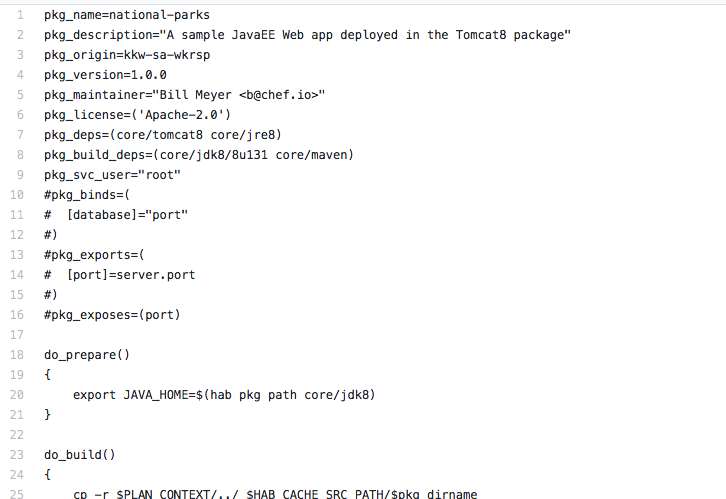 1 pkg_name=national-parks
2 pkg_description="A sample JavaEE Web app deployed in the Tomcat8 package"
3 pkg_origin=kkw-sa-wkrsp
4 pkg_version=1.0.0
5 pkg_maintainer="Bill Meyer <b@chef.io>"
6 pkg_license=('Apache-2.0')
7 pkg_deps=(core/tomcat8 core/jre8)
8 pkg_build_deps=(core/jdk8/8u131 core/maven)
9 pkg_svc_user="root"
10 #pkg_binds=(
11 #  [database]="port"
12 #)
13 #pkg_exports=(
14 #  [port]=server.port
15 #)
16 #pkg_exposes=(port)
17
18 do_prepare()
19 {
20     export JAVA_HOME=$(hab pkg path core/jdk8)
21 }
22
23 do_build()
24 {
25     cp -r $PLAN_CONTEXT/../ $HAB_CACHE_SRC_PATH/$pkg_dirname